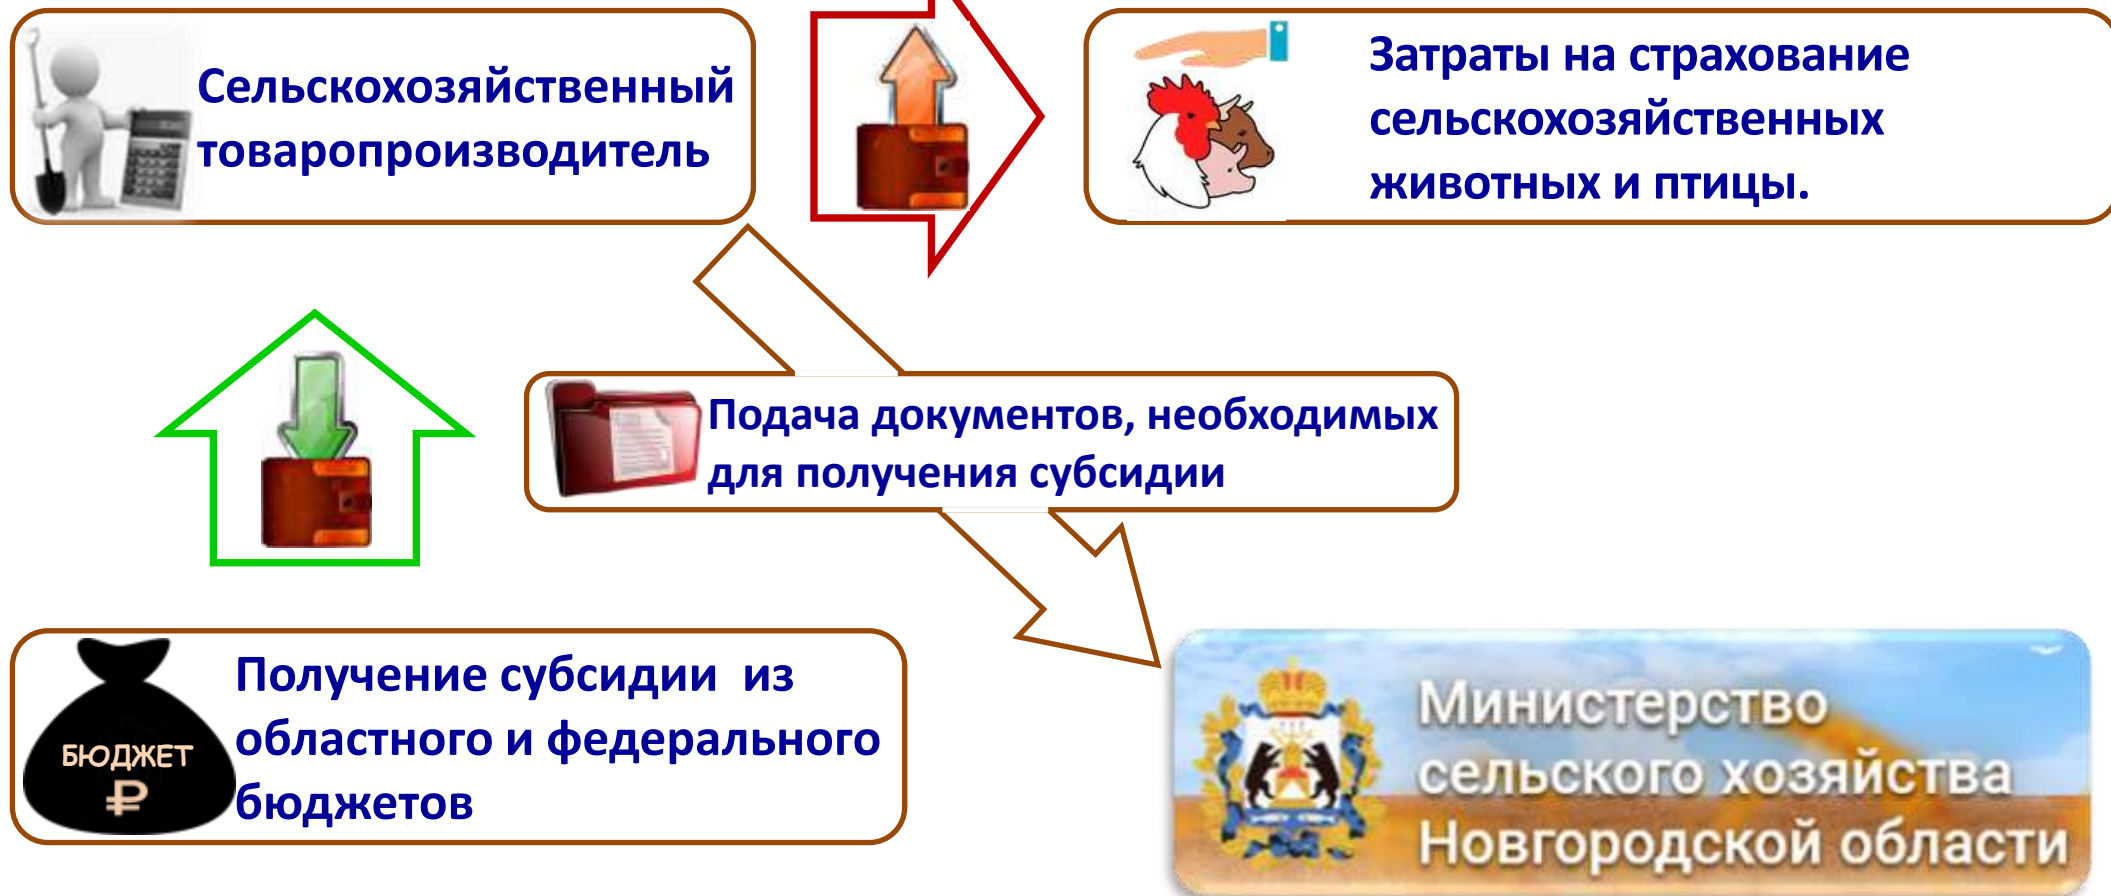 Сельскохозяйственный
товаропроизводитель
Затраты на страхование
сельскохозяйственных
животных и птицы.
Подача документов, необходимых
для получения субсидии
БЮДЖЕТ
₽
Получение субсидии из
областного и федерального
бюджетов
Министерство
сельского хозяйства
Новгородской области